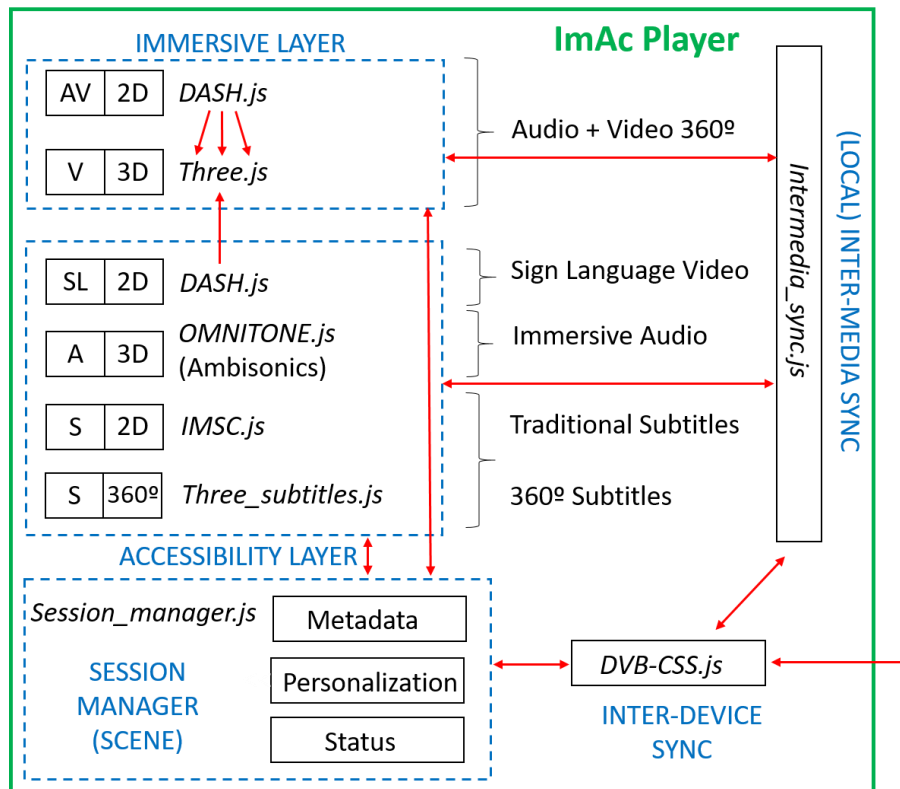 IMMERSIVE LAYER
ImAc Player
AV 2D DASH.js
Audio + Video 360º
V 3D Three.js
SL 2D DASH.js
Sign Language Video
A 3D OMNITONE.js
(Ambisonics)
Immersive Audio
S 2D IMSC.js
Traditional Subtitles
S 360º Three_subtitles.js
360º Subtitles
ACCESSIBILITY LAYER
Intermedia_sync.js
(LOCAL) INTER-MEDIA SYNC
Session_manager.js
Metadata
SESSION
MANAGER
(SCENE)
Personalization
Status
DVB-CSS.js
INTER-DEVICE
SYNC